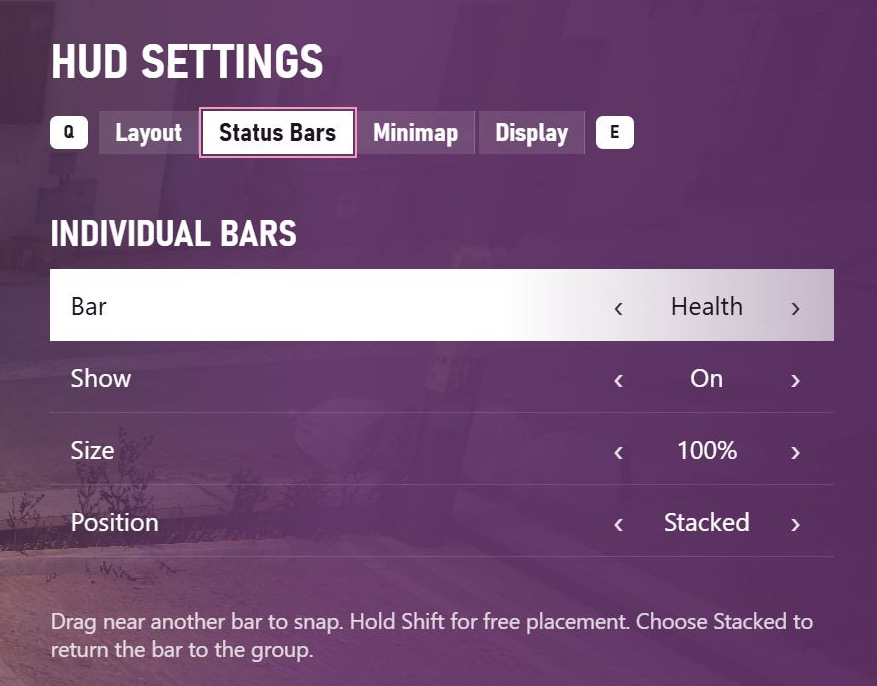 HUD SETTINGS
Q Layout Status Bars Minimap Display E
INDIVIDUAL BARS
Bar ‹ Health ›
Show ‹ On ›
Size ‹ 100% ›
Position ‹ Stacked ›
Drag near another bar to snap. Hold Shift for free placement. Choose Stacked to
return the bar to the group.